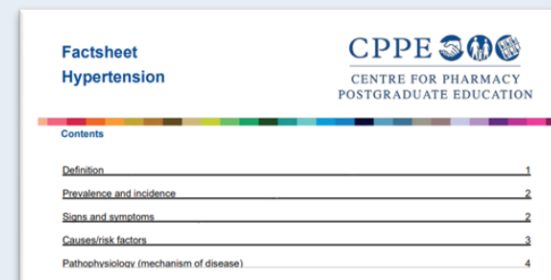 Factsheet
Hypertension
CPPE
CENTRE FOR PHARMACY
POSTGRADUATE EDUCATION
Contents
Definition 1
Prevalence and incidence 2
Signs and symptoms 2
Causes/risk factors 3
Pathophysiology (mechanism of disease) 4